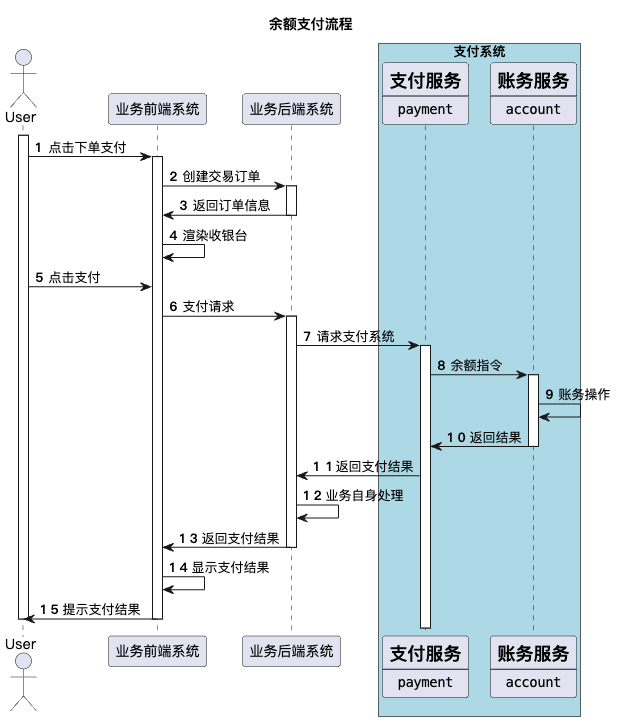 余额支付流程
支付系统
支付服务
payment
账务服务
account
User
业务前端系统
业务后端系统
1 点击下单支付
2 创建交易订单
3 返回订单信息
4 渲染收银台
5 点击支付
6 支付请求
7 请求支付系统
8 余额指令
9 账务操作
10 返回结果
11 返回支付结果
12 业务自身处理
13 返回支付结果
14 显示支付结果
15 提示支付结果
User
业务前端系统
业务后端系统
支付服务
payment
账务服务
account